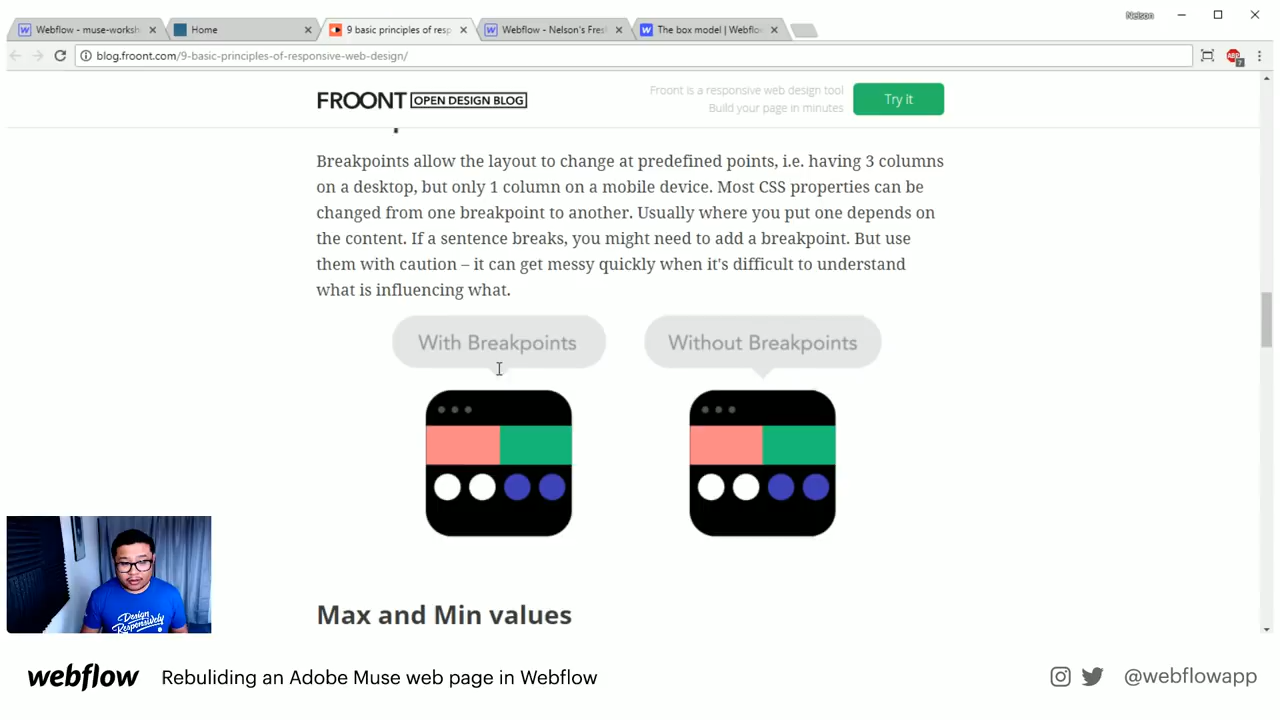 Nelson
Webflow - muse-worksh
Home
9 basic principles of resp
Webflow - Nelson's Fres
The box model | Webflow
blog.froont.com/9-basic-principles-of-responsive-web-design/
ABP
7
FROONT OPEN DESIGN BLOG
Froont is a responsive web design tool
Build your page in minutes
Try it
Breakpoints allow the layout to change at predefined points, i.e. having 3 columns
on a desktop, but only 1 column on a mobile device. Most CSS properties can be
changed from one breakpoint to another. Usually where you put one depends on
the content. If a sentence breaks, you might need to add a breakpoint. But use
them with caution – it can get messy quickly when it's difficult to understand
what is influencing what.
With Breakpoints
Without Breakpoints
Max and Min values
Design
Responsively
webflow
Rebuliding an Adobe Muse web page in Webflow
@webflowapp